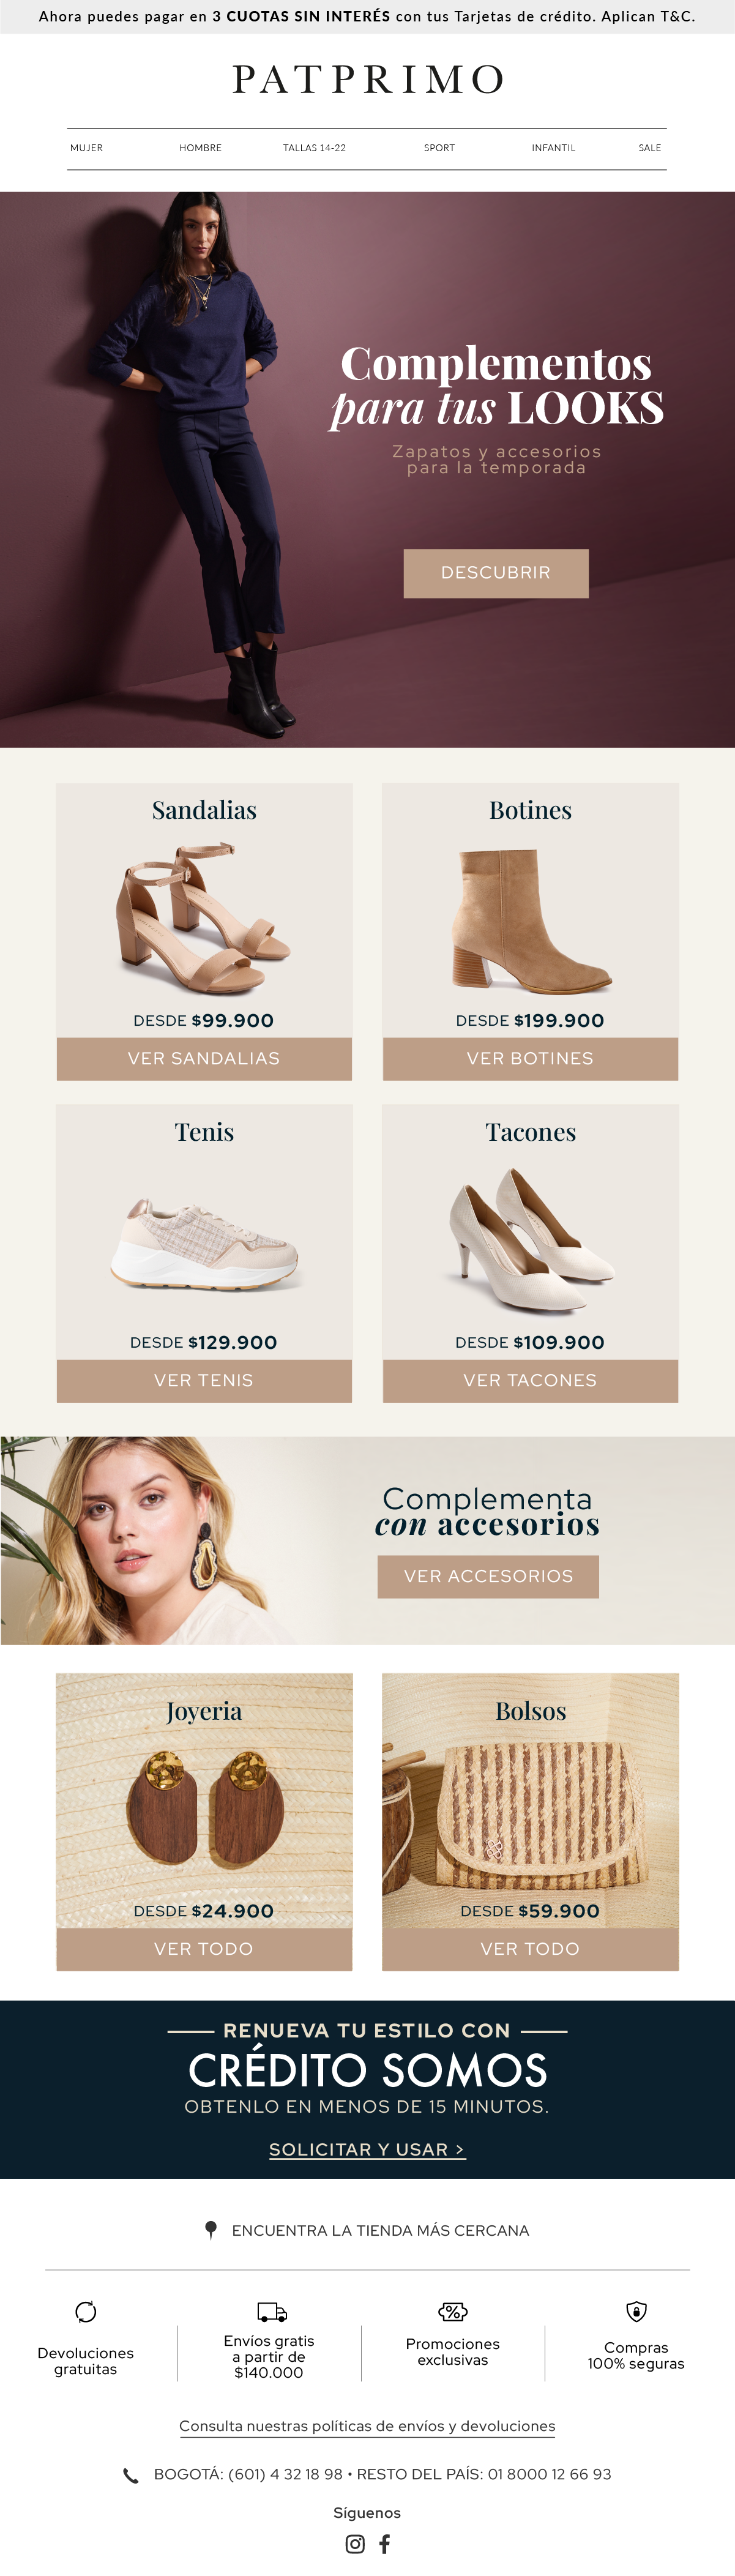 Ahora puedes pagar en 3 CUOTAS SIN INTERÉS con tus Tarjetas de crédito. Aplican T&C.
PATPRIMO
MUJER HOMBRE TALLAS 14-22 SPORT INFANTIL SALE
Complementos
para tus LOOKS
Zapatos y accesorios
para la temporada
DESCUBRIR
Sandalias
DESDE $99.900
VER SANDALIAS
Botines
DESDE $199.900
VER BOTINES
Tenis
DESDE $129.900
VER TENIS
Tacones
DESDE $109.900
VER TACONES
Complementa
con accesorios
VER ACCESORIOS
Joyeria
DESDE $24.900
VER TODO
Bolsos
DESDE $59.900
VER TODO
RENUEVA TU ESTILO CON
CRÉDITO SOMOS
OBTENLO EN MENOS DE 15 MINUTOS.
SOLICITAR Y USAR >
ENCUENTRA LA TIENDA MÁS CERCANA
Devoluciones
gratuitas
Envíos gratis
a partir de
$140.000
Promociones
exclusivas
Compras
100% seguras
Consulta nuestras políticas de envíos y devoluciones
BOGOTÁ: (601) 4 32 18 98 • RESTO DEL PAÍS: 01 8000 12 66 93
Síguenos